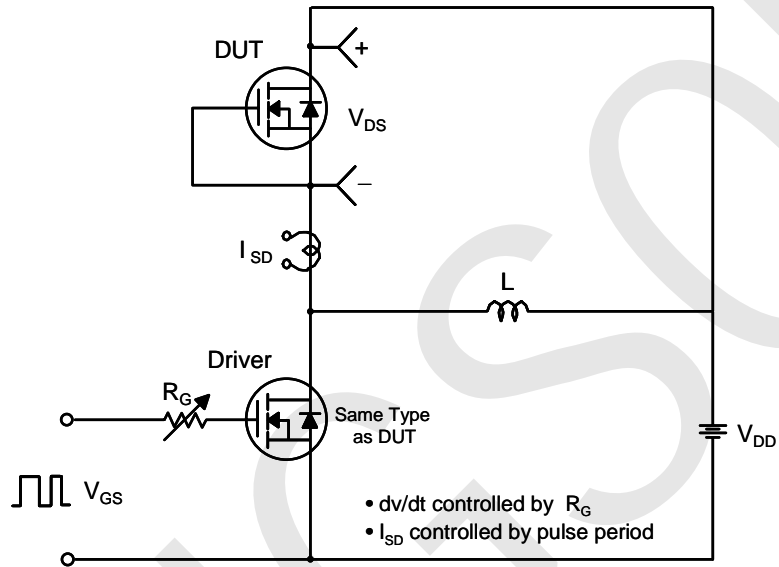 DUT
+
V_DS
–
I_SD
L
Driver
R_G
Same Type
as DUT
V_DD
V_GS
• dv/dt controlled by R_G
• I_SD controlled by pulse period